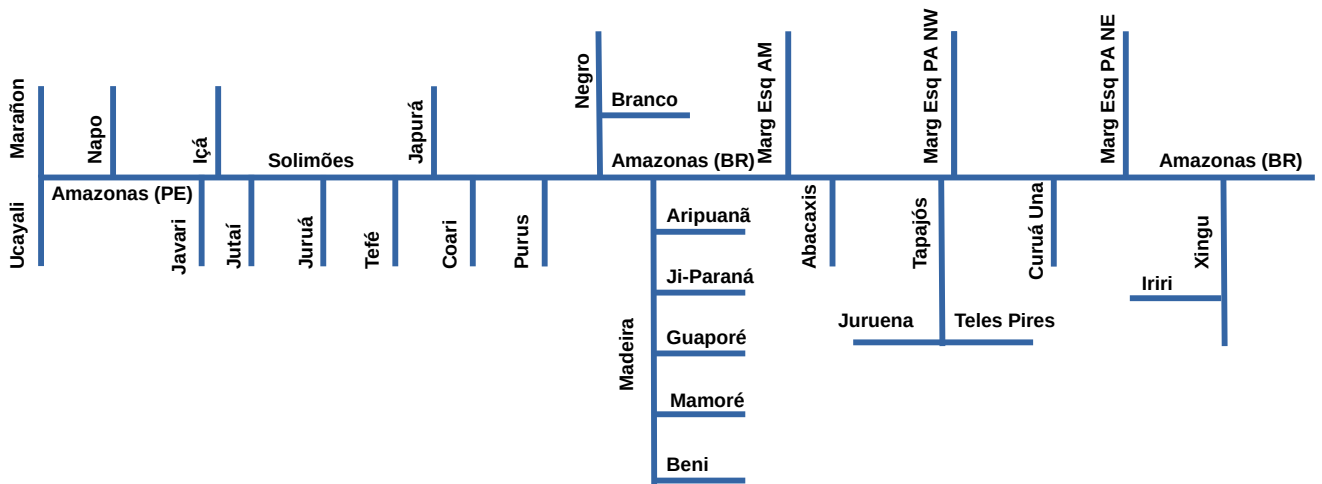 Marañon
Napo
Içá
Solimões
Japurá
Negro
Branco
Amazonas (BR)
Marg Esq AM
Marg Esq PA NW
Marg Esq PA NE
Amazonas (BR)
Ucayali
Amazonas (PE)
Javari
Jutaí
Juruá
Tefé
Coari
Purus
Madeira
Aripuanã
Ji-Paraná
Guaporé
Mamoré
Beni
Abacaxis
Tapajós
Juruena
Teles Pires
Curuá Una
Xingu
Iriri